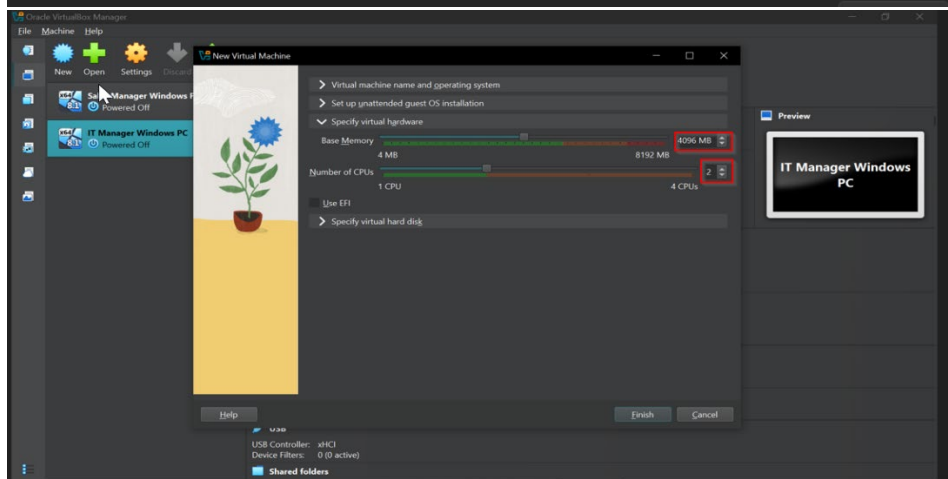 Oracle VirtualBox Manager
File Machine Help
New Open Settings Discard
New Virtual Machine
Manager Windows
Powered Off
IT Manager Windows PC
Powered Off
Virtual machine name and operating system
Set up unattended guest OS installation
Specify virtual hardware
Base Memory 4096 MB
4 MB 8192 MB
Number of CPUs 2
1 CPU 4 CPUs
Use EFI
Specify virtual hard disk
Help Finish Cancel
Preview
IT Manager Windows
PC
USB
USB Controller: xHCI
Device Filters: 0 (0 active)
Shared folders